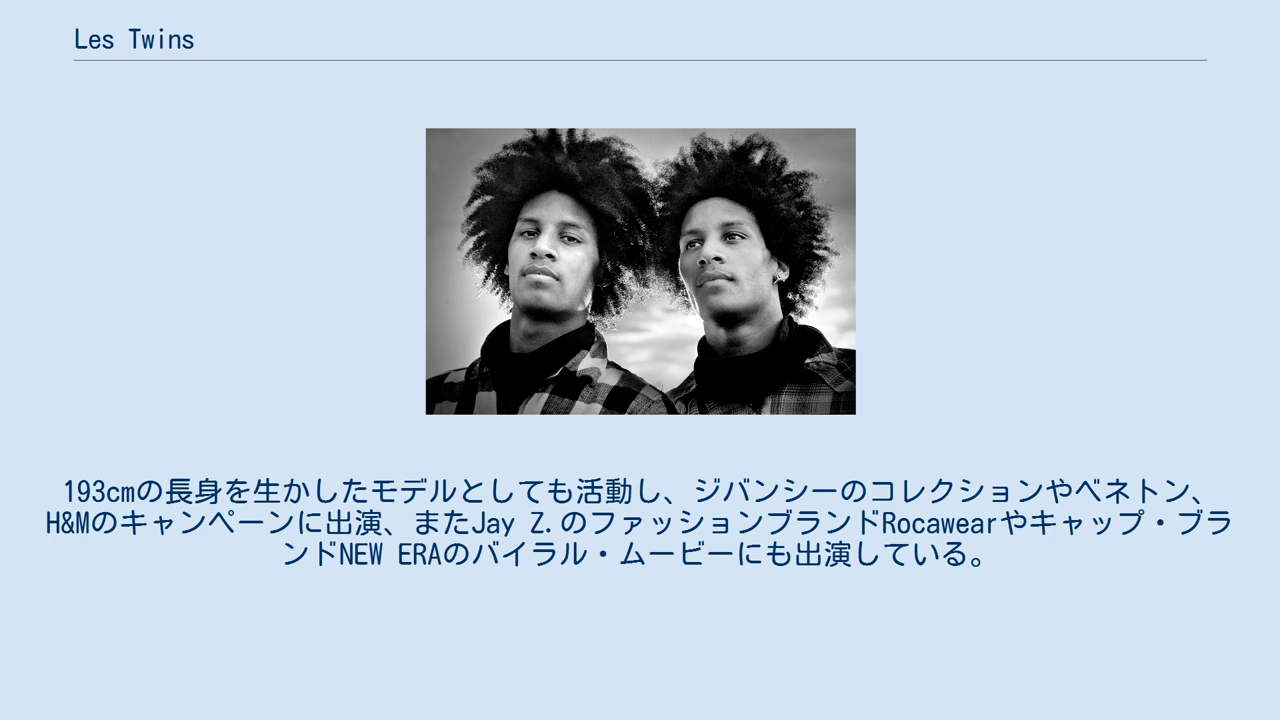 Les Twins
193cmの長身を生かしたモデルとしても活動し、ジバンシーのコレクションやベネトン、
H&Mのキャンペーンに出演、またJay Z.のファッションブランドRocawearやキャップ・ブラ
ンドNEW ERAのバイラル・ムービーにも出演している。